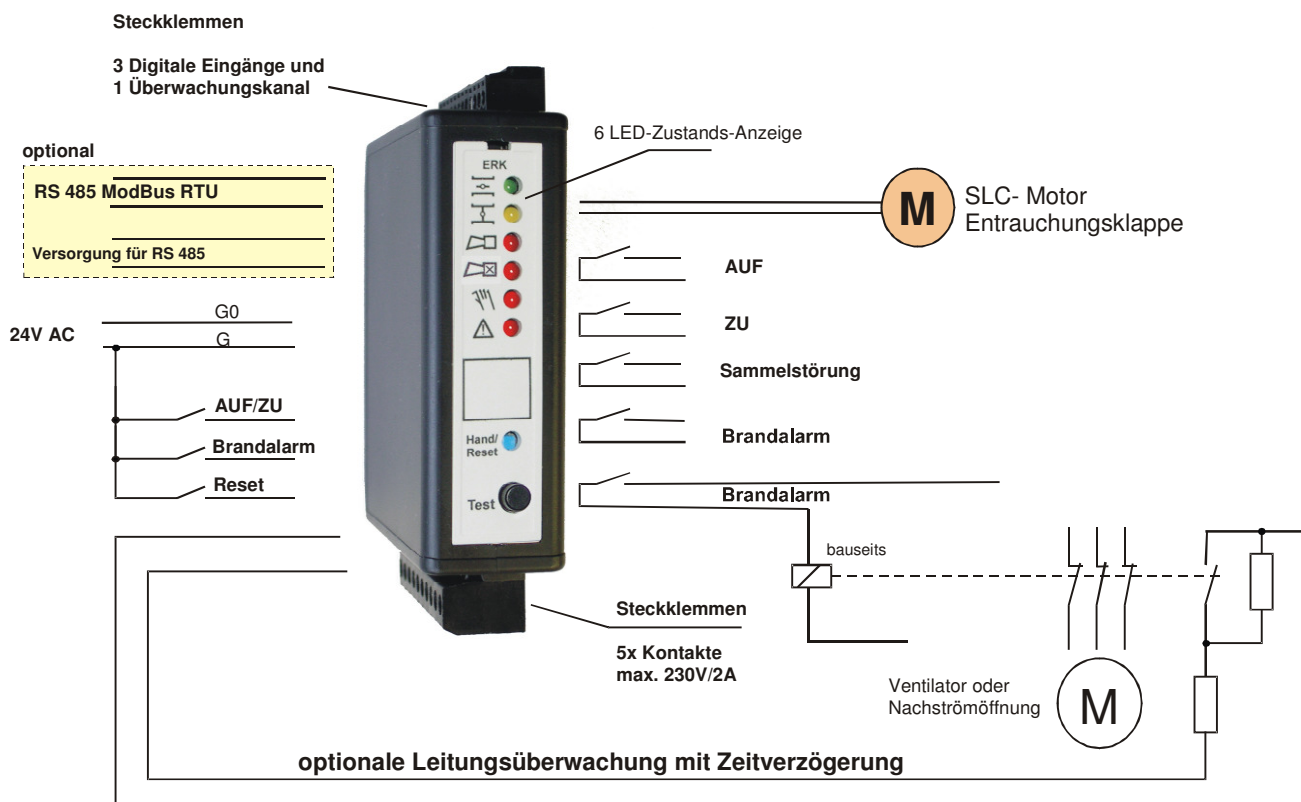 Steckklemmen
3 Digitale Eingänge und
1 Überwachungskanal
optional
RS 485 ModBus RTU
Versorgung für RS 485
24V AC
G0
G
AUF/ZU
Brandalarm
Reset
6 LED-Zustands-Anzeige
ERK
Hand/
Reset
Test
M
SLC- Motor
Entrauchungsklappe
AUF
ZU
Sammelstörung
Brandalarm
Brandalarm
bauseits
Steckklemmen
5x Kontakte
max. 230V/2A
Ventilator oder
Nachströmöffnung
M
optionale Leitungsüberwachung mit Zeitverzögerung